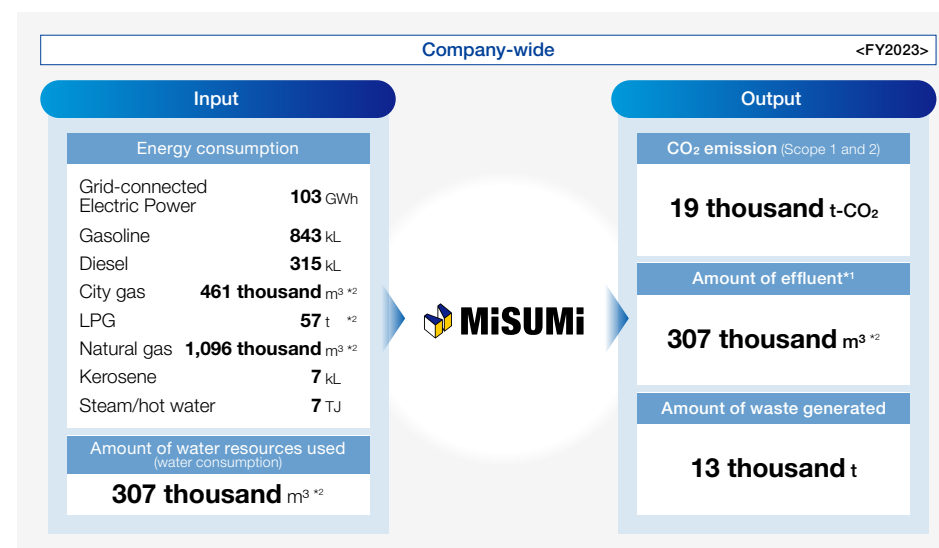 Company-wide <FY2023>
Input
Energy consumption
Grid-connected
Electric Power 103 GWh
Gasoline 843 kL
Diesel 315 kL
City gas 461 thousand m³ *2
LPG 57 t *2
Natural gas 1,096 thousand m³ *2
Kerosene 7 kL
Steam/hot water 7 TJ
Amount of water resources used
(water consumption)
307 thousand m³ *2
MiSUMi
Output
CO₂ emission (Scope 1 and 2)
19 thousand t-CO₂
Amount of effluent*1
307 thousand m³ *2
Amount of waste generated
13 thousand t